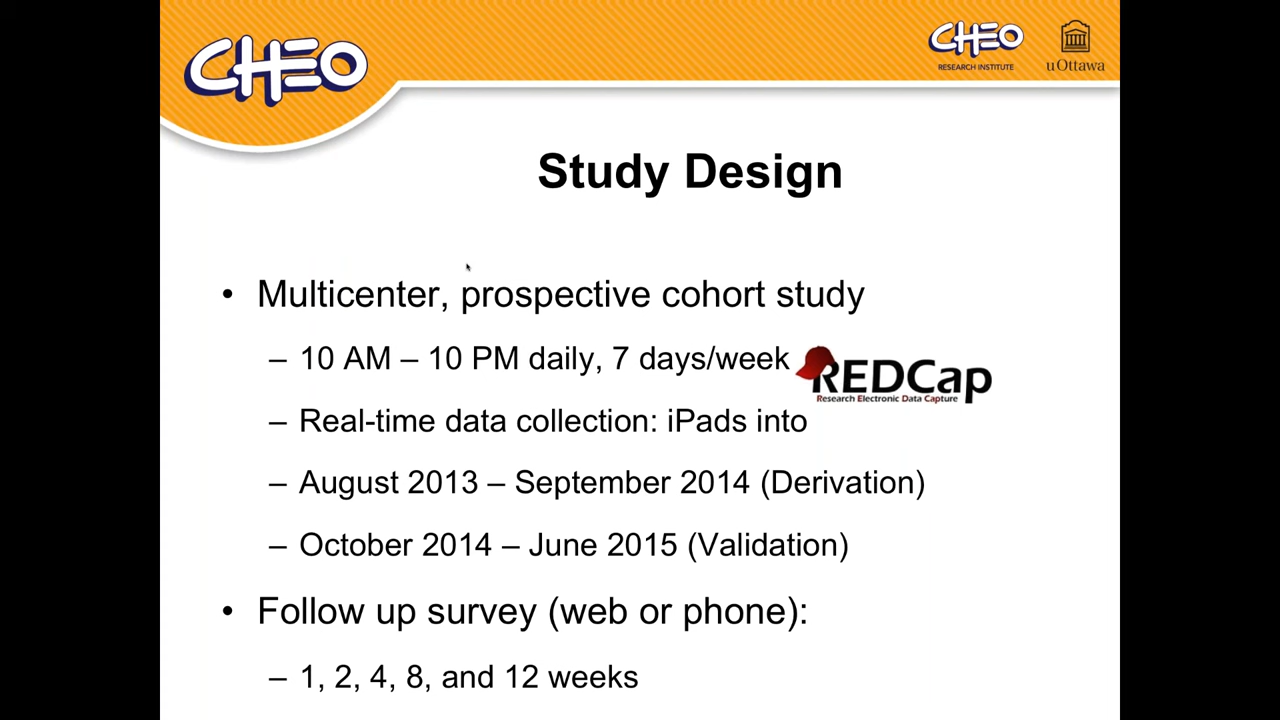 CHEO
CHEO
RESEARCH INSTITUTE
uOttawa
Study Design
• Multicenter, prospective cohort study
– 10 AM – 10 PM daily, 7 days/week
REDCap
Research Electronic Data Capture
– Real-time data collection: iPads into
– August 2013 – September 2014 (Derivation)
– October 2014 – June 2015 (Validation)
• Follow up survey (web or phone):
– 1, 2, 4, 8, and 12 weeks